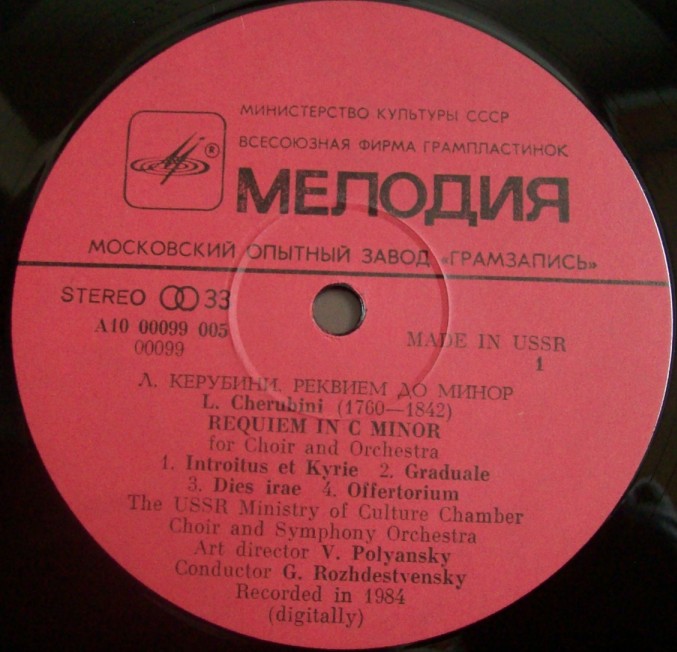 МИНИСТЕРСТВО КУЛЬТУРЫ СССР
ВСЕСОЮЗНАЯ ФИРМА ГРАМПЛАСТИНОК
®
МЕЛОДИЯ
МОСКОВСКИЙ ОПЫТНЫЙ ЗАВОД «ГРАМЗАПИСЬ»
STEREO 33
A10 00099 005
00099
MADE IN USSR
1
Л. КЕРУБИНИ. РЕКВИЕМ ДО МИНОР
L. Cherubini (1760—1842)
REQUIEM IN C MINOR
for Choir and Orchestra
1. Introitus et Kyrie 2. Graduale
3. Dies irae 4. Offertorium
The USSR Ministry of Culture Chamber
Choir and Symphony Orchestra
Art director V. Polyansky
Conductor G. Rozhdestvensky
Recorded in 1984
(digitally)